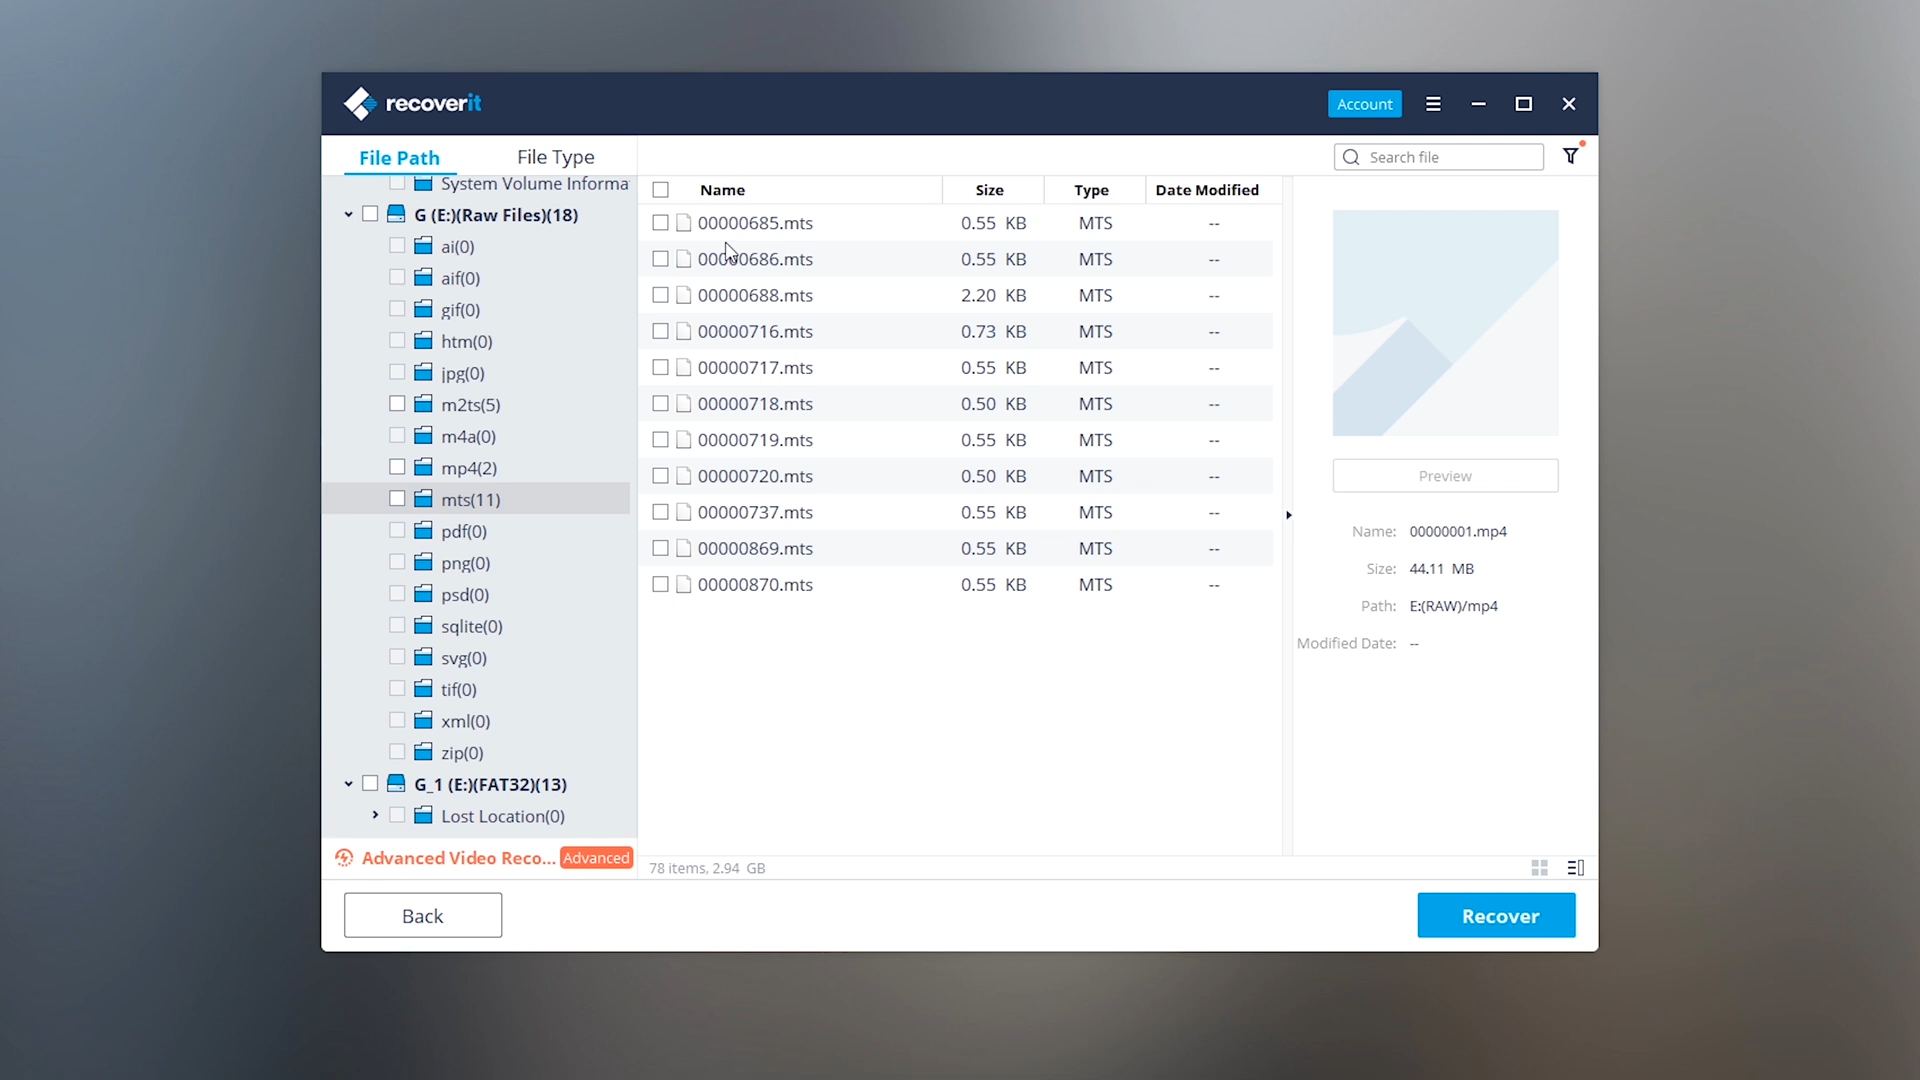 recoverit
Account
File Path
File Type
Search file
System Volume Informa
G (E:)(Raw Files)(18)
ai(0)
aif(0)
gif(0)
htm(0)
jpg(0)
m2ts(5)
m4a(0)
mp4(2)
mts(11)
pdf(0)
png(0)
psd(0)
sqlite(0)
svg(0)
tif(0)
xml(0)
zip(0)
G_1 (E:)(FAT32)(13)
Lost Location(0)
Advanced Video Reco... Advanced
Name Size Type Date Modified
00000685.mts 0.55 KB MTS --
00000686.mts 0.55 KB MTS --
00000688.mts 2.20 KB MTS --
00000716.mts 0.73 KB MTS --
00000717.mts 0.55 KB MTS --
00000718.mts 0.50 KB MTS --
00000719.mts 0.55 KB MTS --
00000720.mts 0.50 KB MTS --
00000737.mts 0.55 KB MTS --
00000869.mts 0.55 KB MTS --
00000870.mts 0.55 KB MTS --
78 items, 2.94 GB
Preview
Name: 00000001.mp4
Size: 44.11 MB
Path: E:(RAW)/mp4
Modified Date: --
Back
Recover